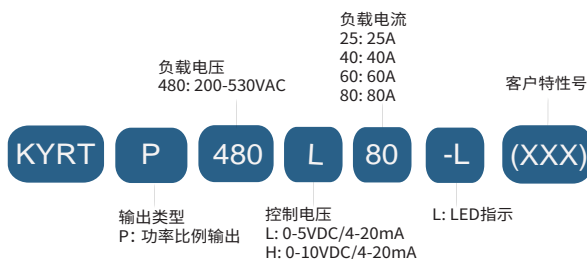 负载电流
25: 25A
40: 40A
60: 60A
80: 80A
负载电压
480: 200-530VAC
客户特性号
KYRT P 480 L 80 -L (XXX)
输出类型
P: 功率比例输出
控制电压
L: 0-5VDC/4-20mA
H: 0-10VDC/4-20mA
L: LED指示